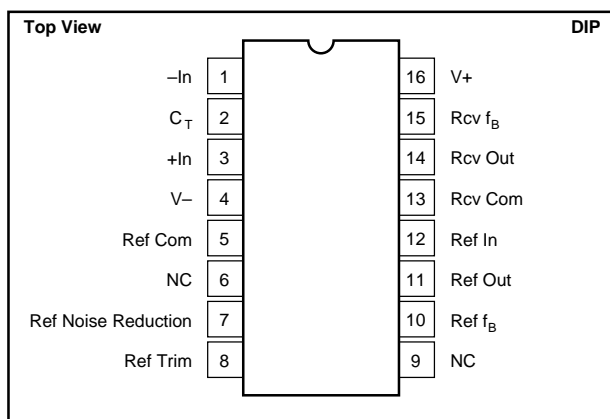 Top View DIP
–In 1 16 V+
C_T 2 15 Rcv f_B
+In 3 14 Rcv Out
V– 4 13 Rcv Com
Ref Com 5 12 Ref In
NC 6 11 Ref Out
Ref Noise Reduction 7 10 Ref f_B
Ref Trim 8 9 NC